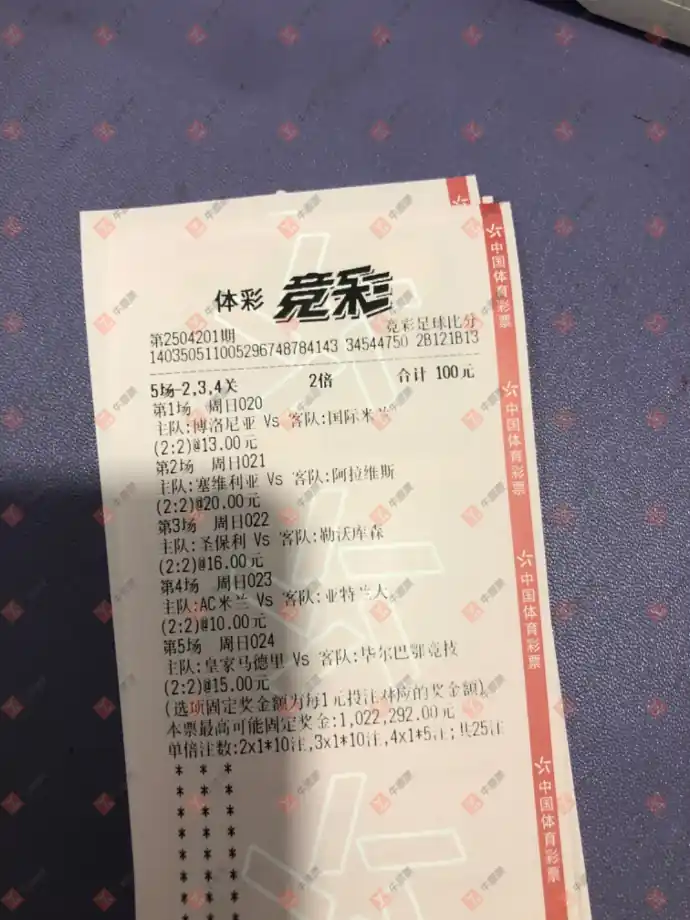 体彩 竞彩
第2504201期 竞彩足球比分
140350511005296748784143 34544750 2B121B13
5场-2,3,4关 2倍 合计 100元
第1场 周日020
主队:博洛尼亚 Vs 客队:国际米兰
(2:2)@13.00元
第2场 周日021
主队:塞维利亚 Vs 客队:阿拉维斯
(2:2)@20.00元
第3场 周日022
主队:圣保利 Vs 客队:勒沃库森
(2:2)@16.00元
第4场 周日023
主队:AC米兰 Vs 客队:亚特兰大
(2:2)@10.00元
第5场 周日024
主队:皇家马德里 Vs 客队:毕尔巴鄂竞技
(2:2)@15.00元
(选项固定奖金额为每1元投注对应的奖金额)
本票最高可能固定奖金:1,022,292.00元
单倍注数:2x1*10注,3x1*10注,4x1*5注;共25注
* * *
* * *
* * *
* * *
* * *
* * *
* * *
* * *
中国体育彩票
中国体育彩票
中国体育彩票
中国体育彩票